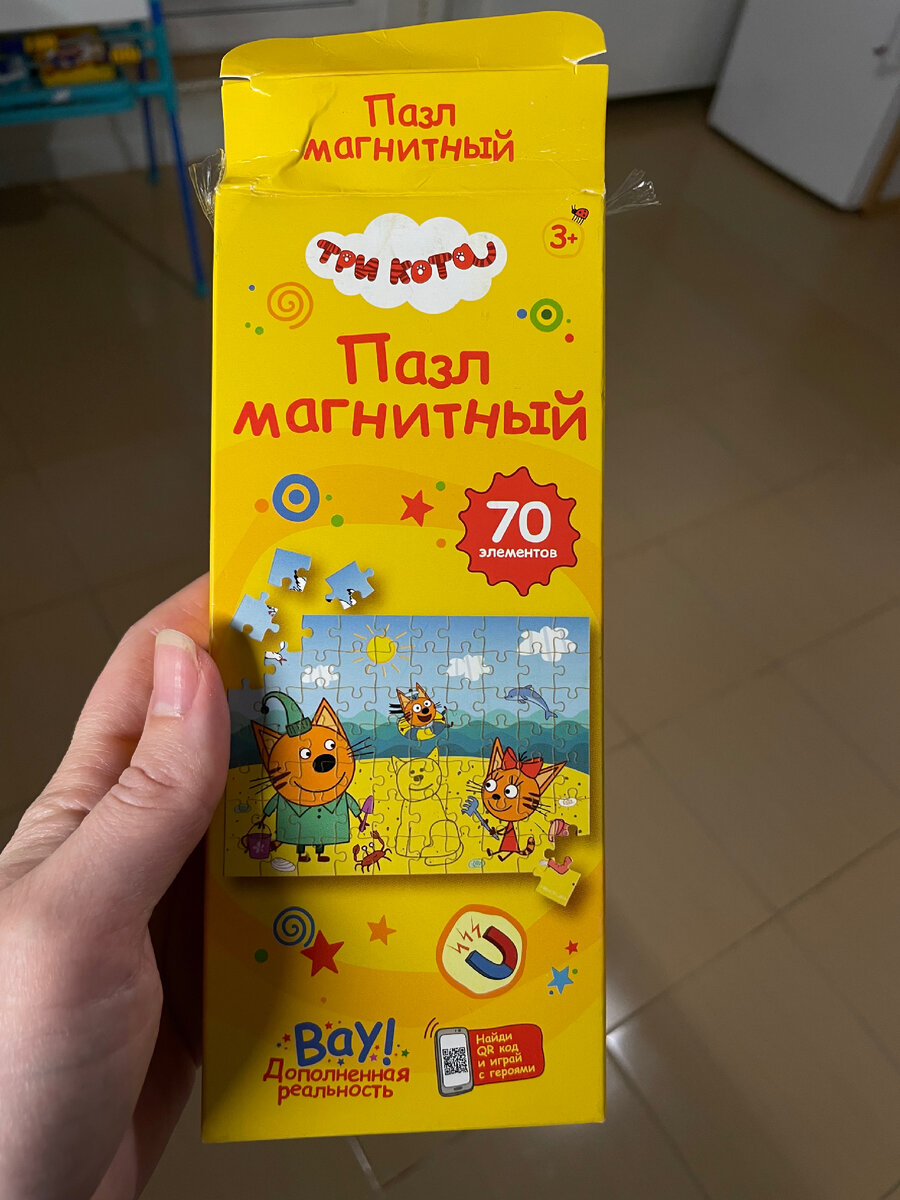 Пазл
магнитный
ТРИ КОТА
3+
Пазл
магнитный
70
элементов
Вау!
Дополненная
реальность
Найди
QR код
и играй
с героями